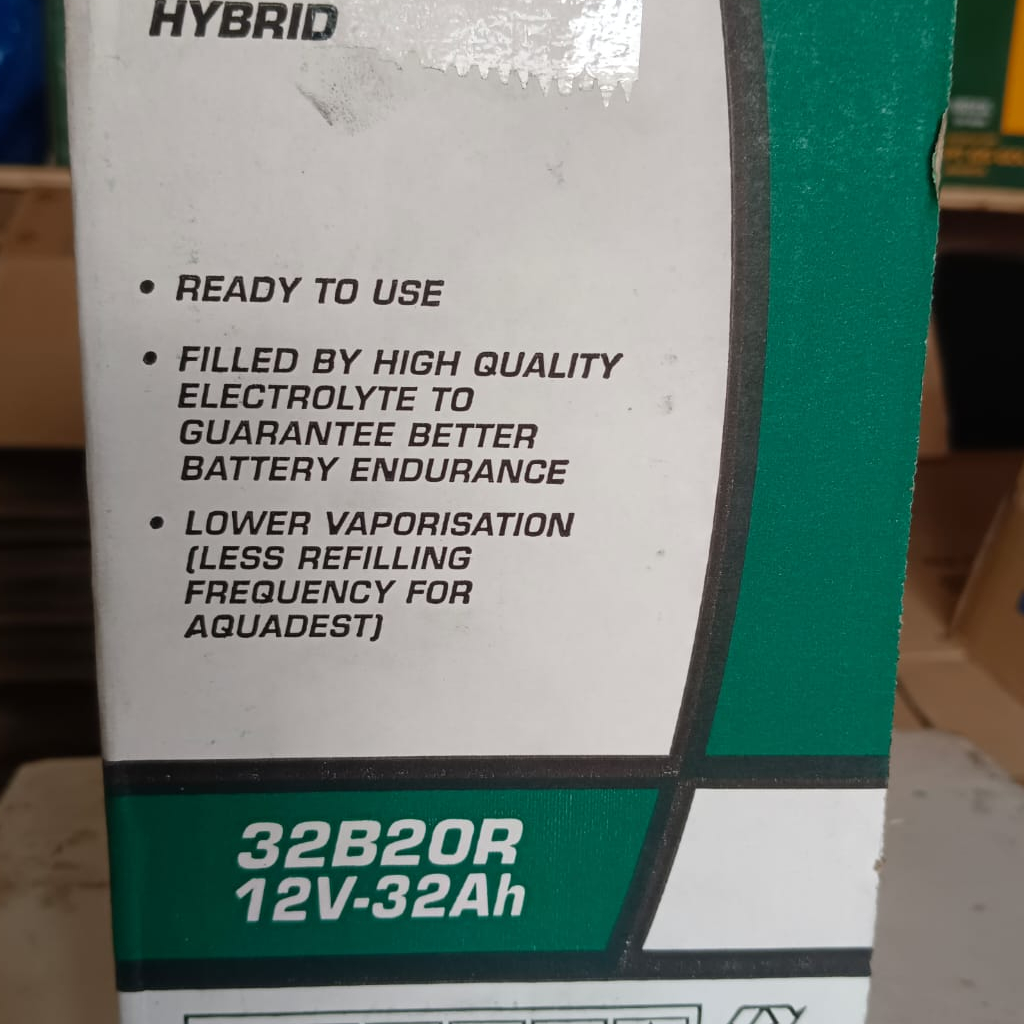 HYBRID
• READY TO USE
• FILLED BY HIGH QUALITY
ELECTROLYTE TO
GUARANTEE BETTER
BATTERY ENDURANCE
• LOWER VAPORISATION
(LESS REFILLING
FREQUENCY FOR
AQUADEST)
32B20R
12V-32Ah